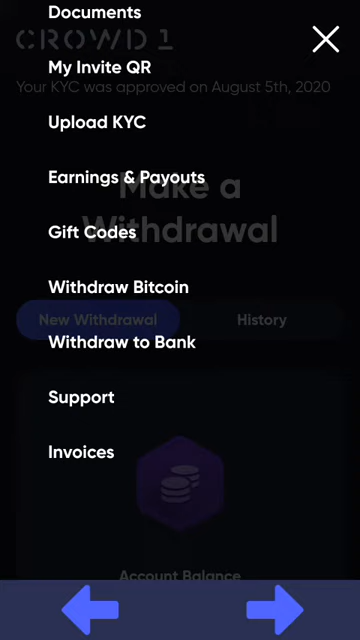 Documents
CROWD 1
My Invite QR
Your KYC was approved on August 5th, 2020
Upload KYC
Earnings & Payouts
Make a
Withdrawal
Gift Codes
Withdraw Bitcoin
New Withdrawal
History
Withdraw to Bank
Support
Invoices
Account Balance